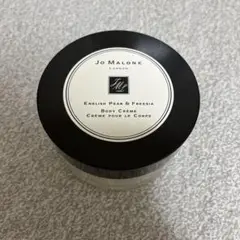 Jo Malone
London
English Pear & Freesia
Body Crème
Crème pour le Corps